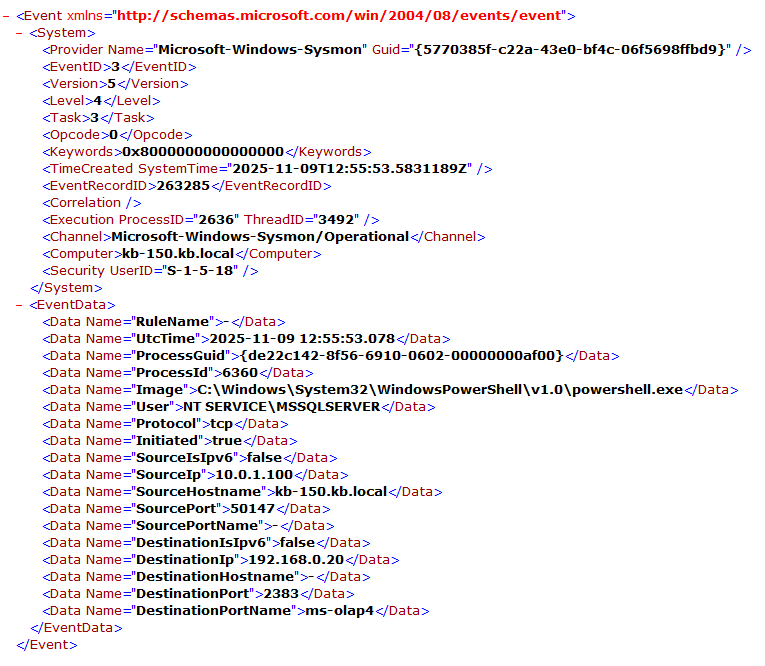 - <Event xmlns="http://schemas.microsoft.com/win/2004/08/events/event">
- <System>
<Provider Name="Microsoft-Windows-Sysmon" Guid="{5770385f-c22a-43e0-bf4c-06f5698ffbd9}" />
<EventID>3</EventID>
<Version>5</Version>
<Level>4</Level>
<Task>3</Task>
<Opcode>0</Opcode>
<Keywords>0x8000000000000000</Keywords>
<TimeCreated SystemTime="2025-11-09T12:55:53.5831189Z" />
<EventRecordID>263285</EventRecordID>
<Correlation />
<Execution ProcessID="2636" ThreadID="3492" />
<Channel>Microsoft-Windows-Sysmon/Operational</Channel>
<Computer>kb-150.kb.local</Computer>
<Security UserID="S-1-5-18" />
</System>
- <EventData>
<Data Name="RuleName">-</Data>
<Data Name="UtcTime">2025-11-09 12:55:53.078</Data>
<Data Name="ProcessGuid">{de22c142-8f56-6910-0602-00000000af00}</Data>
<Data Name="ProcessId">6360</Data>
<Data Name="Image">C:\Windows\System32\WindowsPowerShell\v1.0\powershell.exe</Data>
<Data Name="User">NT SERVICE\MSSQLSERVER</Data>
<Data Name="Protocol">tcp</Data>
<Data Name="Initiated">true</Data>
<Data Name="SourceIsIpv6">false</Data>
<Data Name="SourceIp">10.0.1.100</Data>
<Data Name="SourceHostname">kb-150.kb.local</Data>
<Data Name="SourcePort">50147</Data>
<Data Name="SourcePortName">-</Data>
<Data Name="DestinationIsIpv6">false</Data>
<Data Name="DestinationIp">192.168.0.20</Data>
<Data Name="DestinationHostname">-</Data>
<Data Name="DestinationPort">2383</Data>
<Data Name="DestinationPortName">ms-olap4</Data>
</EventData>
</Event>